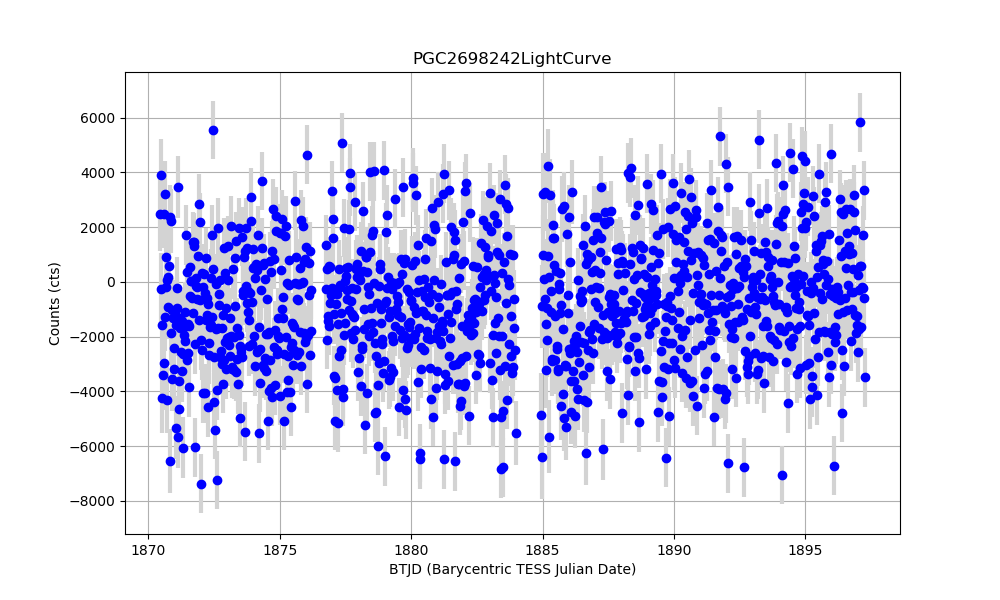 PGC2698242LightCurve
6000
4000
2000
0
−2000
−4000
−6000
−8000
Counts (cts)
1870 1875 1880 1885 1890 1895
BTJD (Barycentric TESS Julian Date)